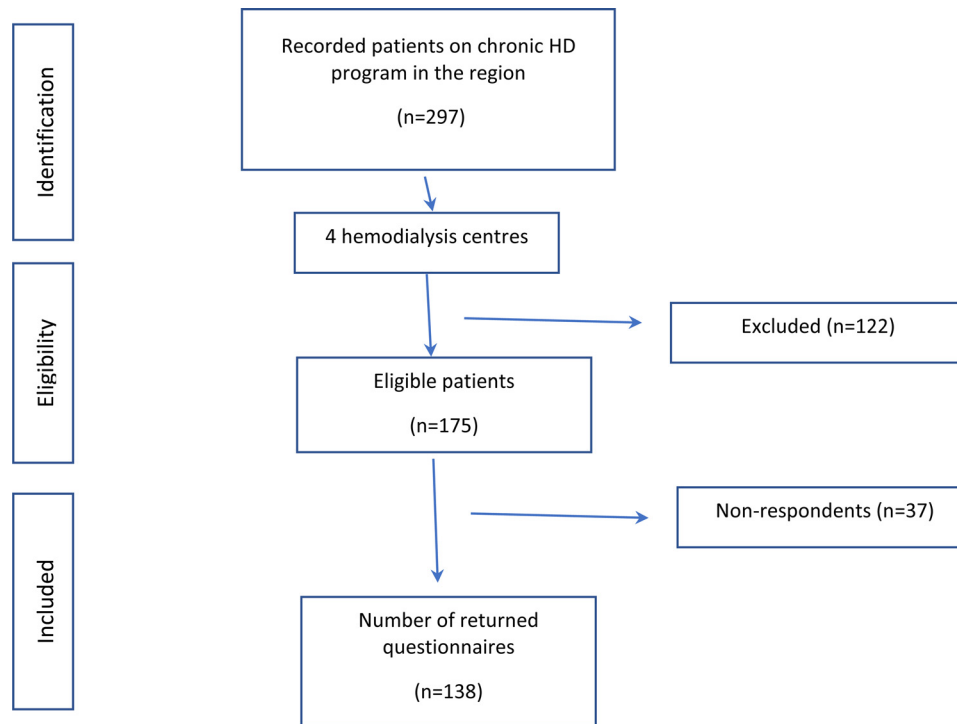 Identification
Recorded patients on chronic HD
program in the region
(n=297)
4 hemodialysis centres
Eligibility
Excluded (n=122)
Eligible patients
(n=175)
Included
Non-respondents (n=37)
Number of returned
questionnaires
(n=138)